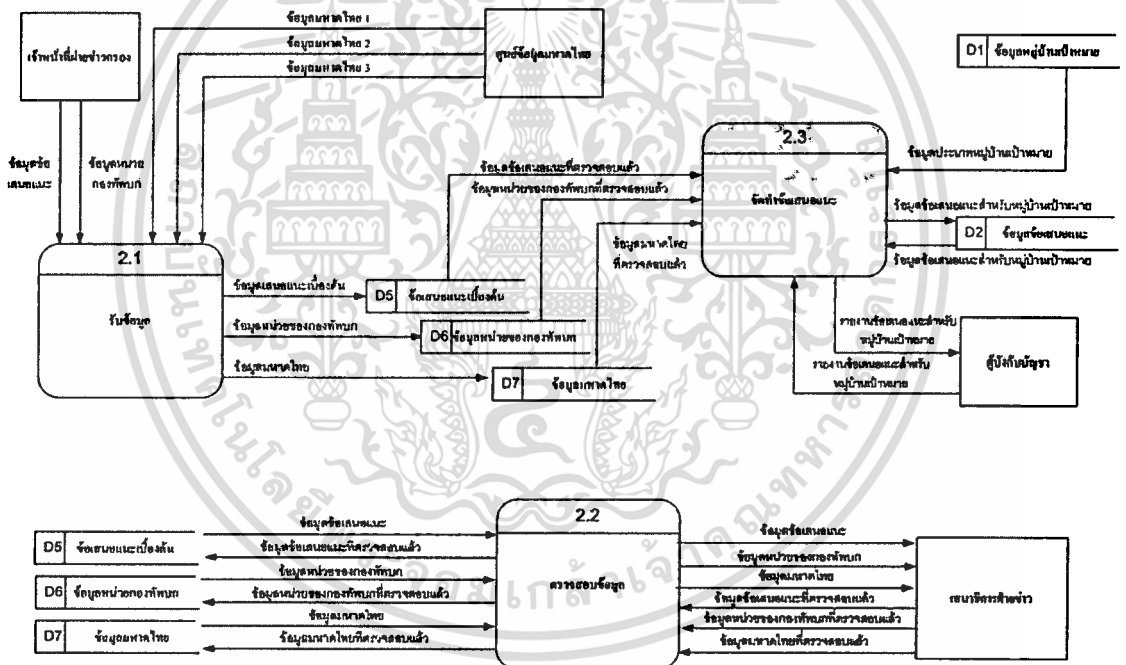 ข้อมูลมหาดไทย 1
ข้อมูลมหาดไทย 2
ข้อมูลมหาดไทย 3
เจ้าหน้าที่ฝ่ายข่าวกรอง
ศูนย์ข้อมูลมหาดไทย
D1 ข้อมูลหมู่บ้านเป้าหมาย
ข้อมูลข้อ
เสนอแนะ
ข้อมูลหน่วย
กองทัพบก
2.1
รับข้อมูล
ข้อมูลเสนอแนะเบื้องต้น
ข้อมูลหน่วยของกองทัพบก
ข้อมูลมหาดไทย
D5 ข้อเสนอแนะเบื้องต้น
D6 ข้อมูลหน่วยของกองทัพบก
D7 ข้อมูลมหาดไทย
ข้อมูลข้อเสนอแนะที่ตรวจสอบแล้ว
ข้อมูลหน่วยของกองทัพบกที่ตรวจสอบแล้ว
ข้อมูลมหาดไทย
ที่ตรวจสอบแล้ว
2.3
จัดทำข้อเสนอแนะ
ข้อมูลประเภทหมู่บ้านเป้าหมาย
ข้อมูลข้อเสนอแนะสำหรับหมู่บ้านเป้าหมาย
D2 ข้อมูลข้อเสนอแนะ
ข้อมูลข้อเสนอแนะสำหรับหมู่บ้านเป้าหมาย
รายงานข้อเสนอแนะสำหรับ
หมู่บ้านเป้าหมาย
รายงานข้อเสนอแนะสำหรับ
หมู่บ้านเป้าหมาย
ผู้บังคับบัญชา
D5 ข้อเสนอแนะเบื้องต้น
D6 ข้อมูลหน่วยกองทัพบก
D7 ข้อมูลมหาดไทย
ข้อมูลข้อเสนอแนะ
ข้อมูลข้อเสนอแนะที่ตรวจสอบแล้ว
ข้อมูลหน่วยของกองทัพบก
ข้อมูลหน่วยของกองทัพบกที่ตรวจสอบแล้ว
ข้อมูลมหาดไทย
ข้อมูลมหาดไทยที่ตรวจสอบแล้ว
2.2
ตรวจสอบข้อมูล
ข้อมูลข้อเสนอแนะ
ข้อมูลหน่วยของกองทัพบก
ข้อมูลมหาดไทย
ข้อมูลข้อเสนอแนะที่ตรวจสอบแล้ว
ข้อมูลหน่วยของกองทัพบกที่ตรวจสอบแล้ว
ข้อมูลมหาดไทยที่ตรวจสอบแล้ว
เสนาธิการฝ่ายข่าว